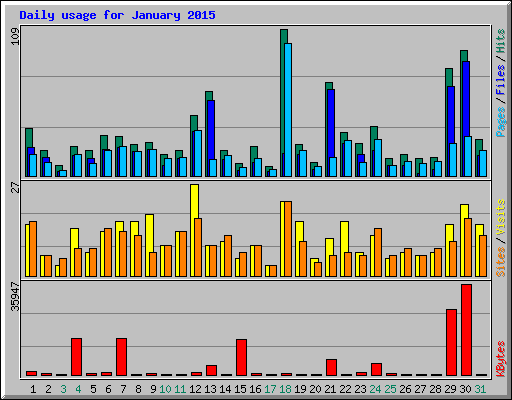 Daily usage for January 2015
109
Pages / Files / Hits
27
Sites / Visits
35947
KBytes
1 2 3 4 5 6 7 8 9 10 11 12 13 14 15 16 17 18 19 20 21 22 23 24 25 26 27 28 29 30 31